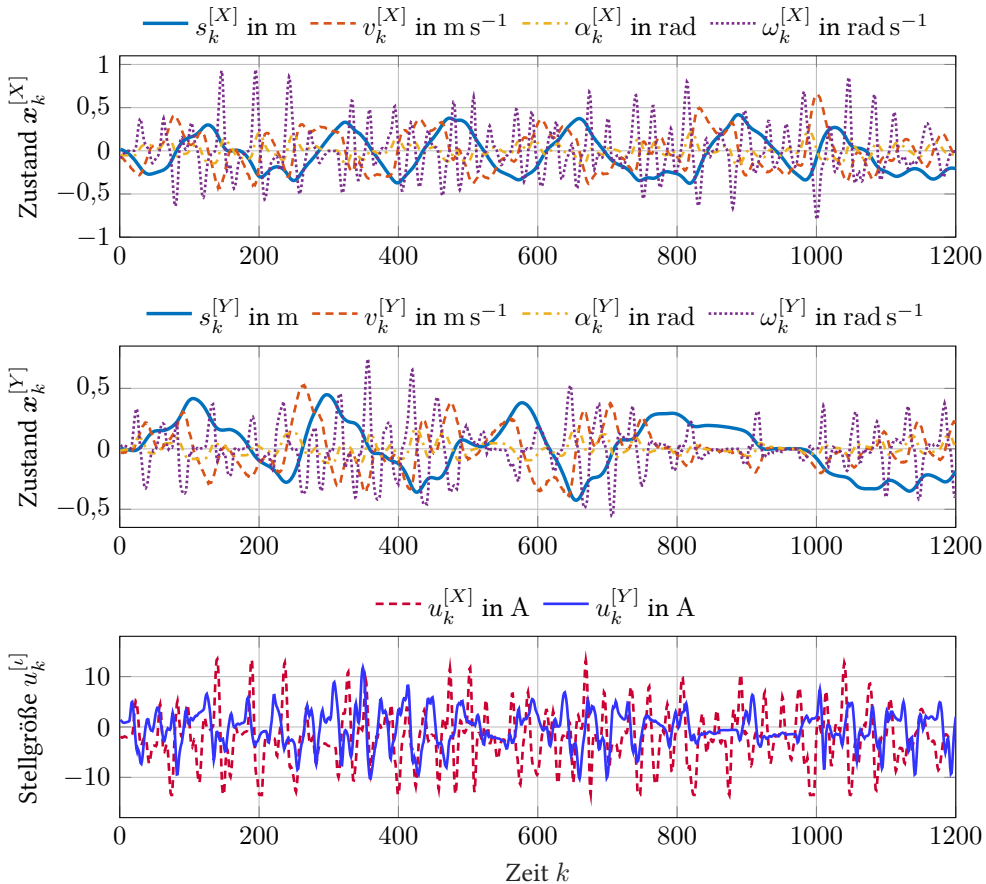 s_k^{[X]} in m v_k^{[X]} in m s⁻¹ α_k^{[X]} in rad ω_k^{[X]} in rad s⁻¹
Zustand x_k^{[X]}
1
0,5
0
−0,5
−1
0 200 400 600 800 1000 1200
s_k^{[Y]} in m v_k^{[Y]} in m s⁻¹ α_k^{[Y]} in rad ω_k^{[Y]} in rad s⁻¹
Zustand x_k^{[Y]}
0,5
0
−0,5
0 200 400 600 800 1000 1200
u_k^{[X]} in A u_k^{[Y]} in A
Stellgröße u_k^{[ι]}
10
0
−10
0 200 400 600 800 1000 1200
Zeit k